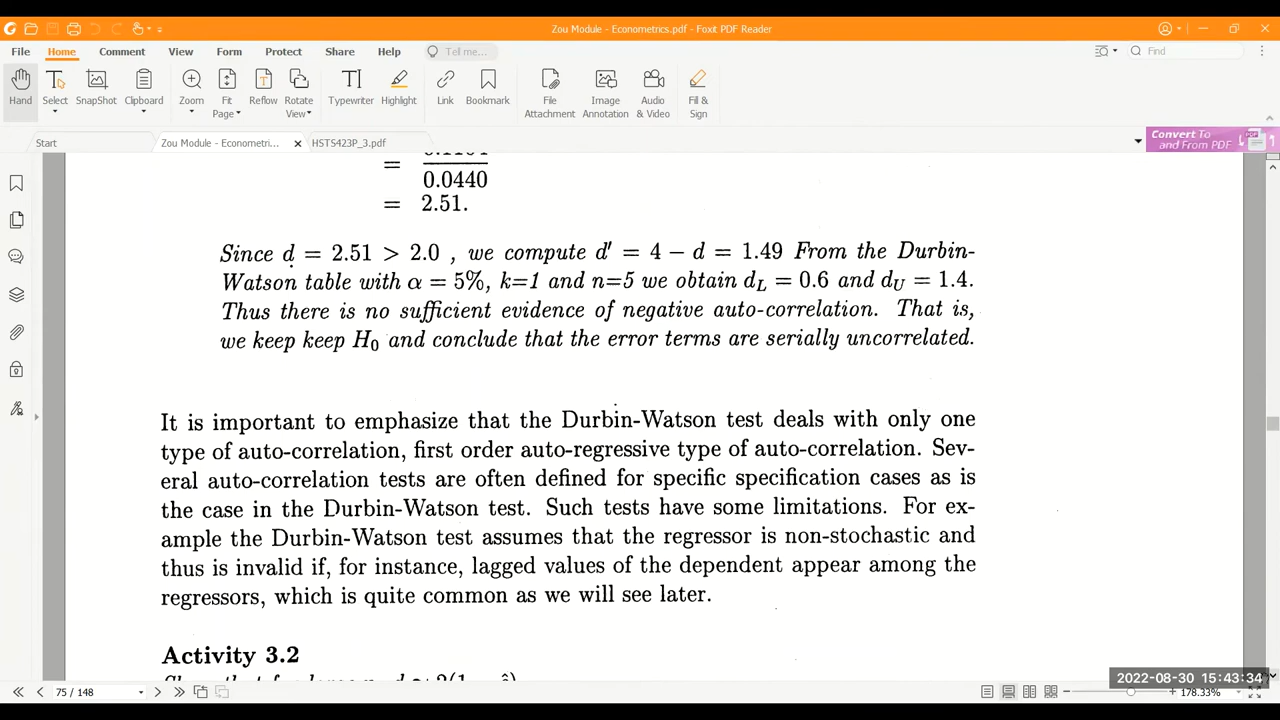 Zou Module - Econometrics.pdf - Foxit PDF Reader
File Home Comment View Form Protect Share Help Tell me... Find
Hand Select SnapShot Clipboard Zoom Fit Page Reflow Rotate View Typewriter Highlight Link Bookmark File Attachment Image Annotation Audio & Video Fill & Sign
Start Zou Module - Econometri... HSTS423P_3.pdf Convert To and From PDF
=
0.0440
= 2.51.
Since d = 2.51 > 2.0 , we compute d′ = 4 − d = 1.49 From the Durbin-
Watson table with α = 5%, k=1 and n=5 we obtain d_L = 0.6 and d_U = 1.4.
Thus there is no sufficient evidence of negative auto-correlation. That is,
we keep keep H_0 and conclude that the error terms are serially uncorrelated.
It is important to emphasize that the Durbin-Watson test deals with only one
type of auto-correlation, first order auto-regressive type of auto-correlation. Sev-
eral auto-correlation tests are often defined for specific specification cases as is
the case in the Durbin-Watson test. Such tests have some limitations. For ex-
ample the Durbin-Watson test assumes that the regressor is non-stochastic and
thus is invalid if, for instance, lagged values of the dependent appear among the
regressors, which is quite common as we will see later.
Activity 3.2
75 / 148
2022-08-30 15:43:34
178.33%